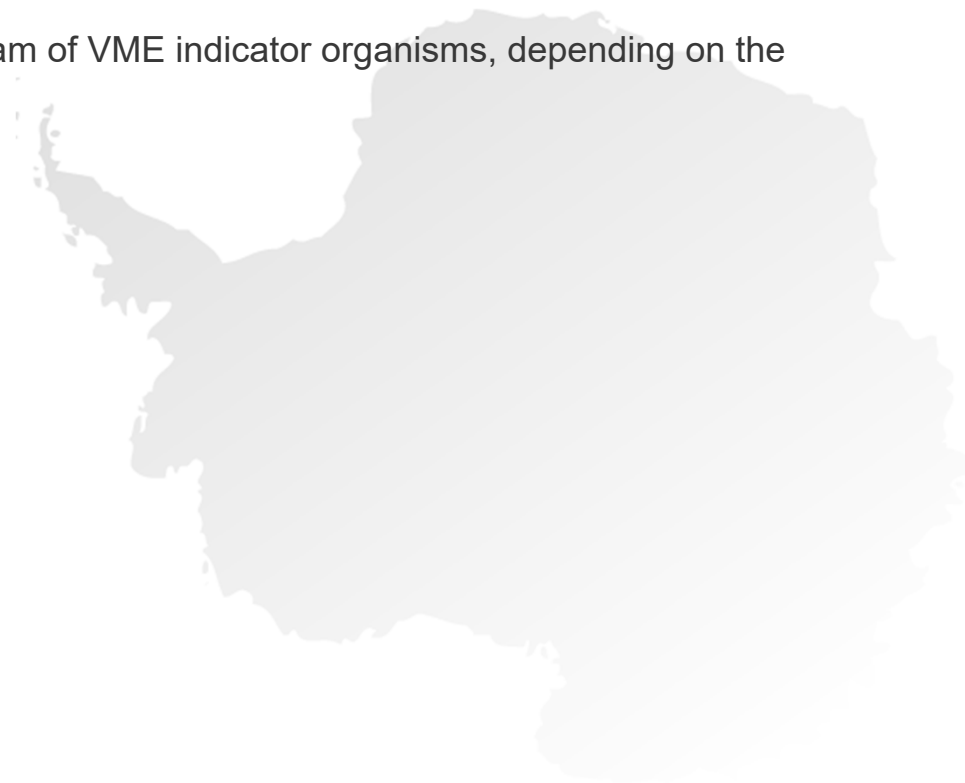 am of VME indicator organisms, depending on the